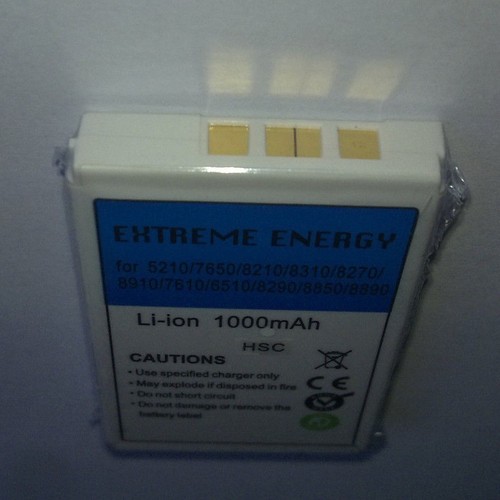 EXTREME ENERGY
for 5210/7650/8210/8310/8270/
8910/7610/6510/8290/8850/8890
Li-ion 1000mAh
HSC
CAUTIONS
• Use specified charger only
• May explode if disposed in fire
• Do not short circuit
• Do not damage or remove the
battery label
CE